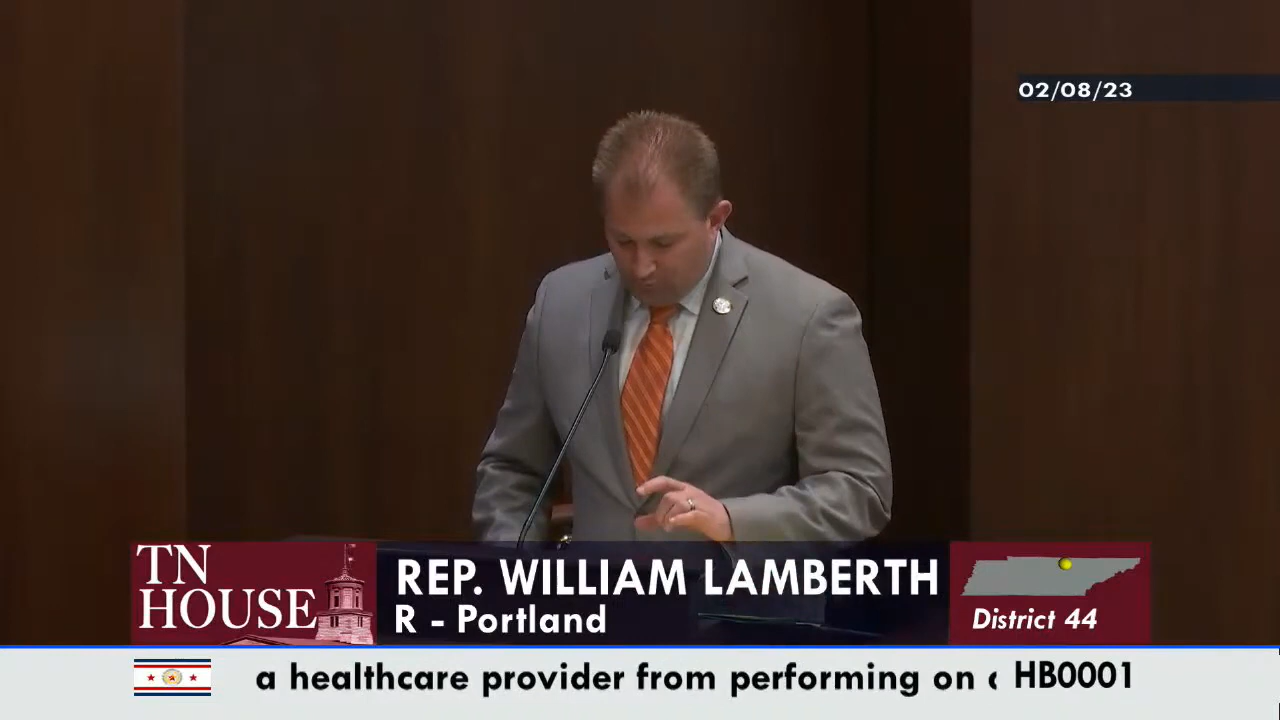 02/08/23
TN
HOUSE
REP. WILLIAM LAMBERTH
R - Portland
District 44
a healthcare provider from performing on
HB0001